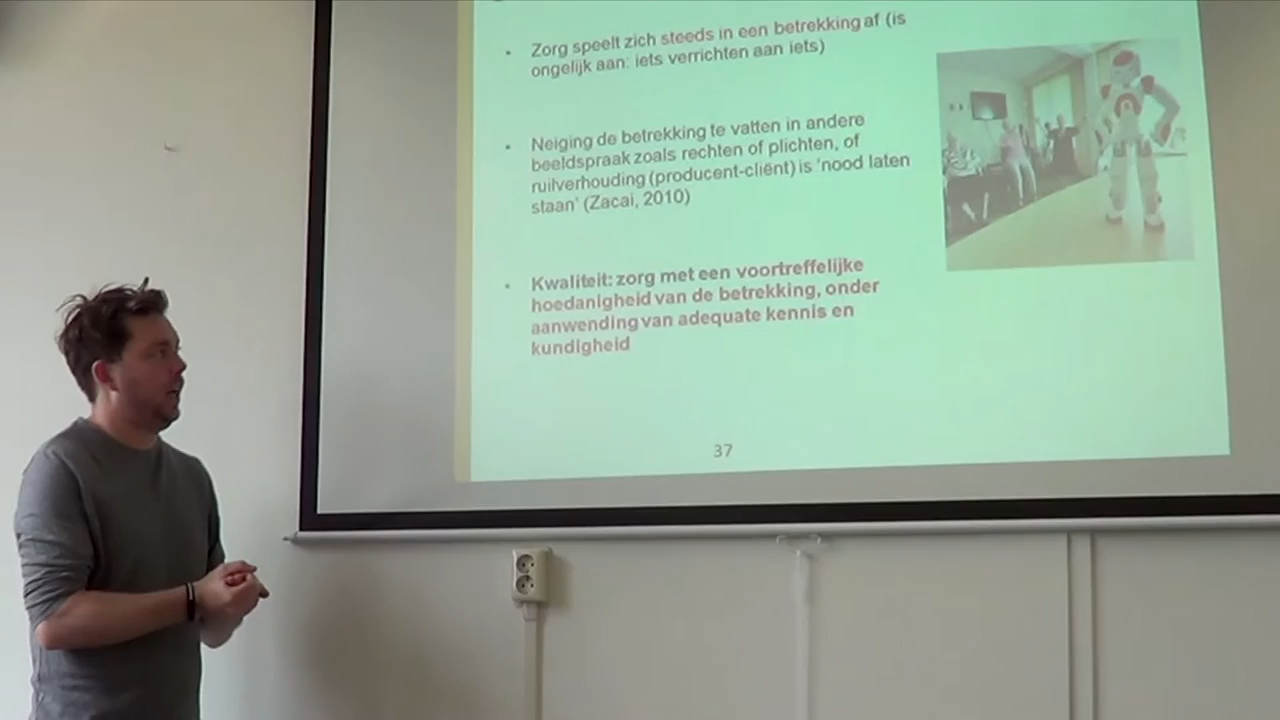 Zorg speelt zich steeds in een betrekking af (is
ongelijk aan: iets verrichten aan iets)
Neiging de betrekking te vatten in andere
beeldspraak zoals rechten of plichten, of
ruilverhouding (producent-cliënt) is 'nood laten
staan' (Zacai, 2010)
Kwaliteit: zorg met een voortreffelijke
hoedanigheid van de betrekking, onder
aanwending van adequate kennis en
kundigheid
37